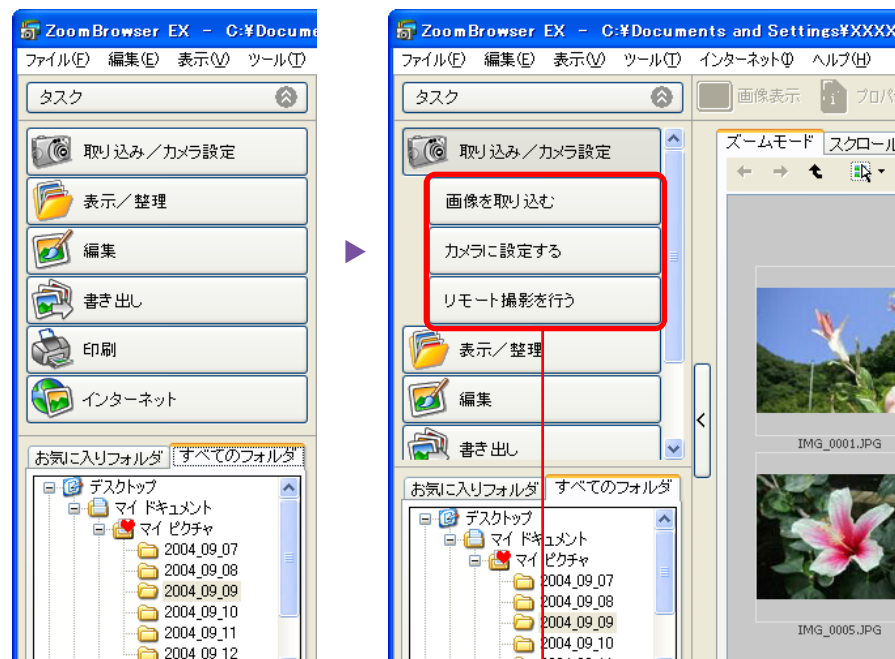 ZoomBrowser EX - C:¥Docume
ファイル(F) 編集(E) 表示(V) ツール(T)
タスク
取り込み／カメラ設定
表示／整理
編集
書き出し
印刷
インターネット
お気に入りフォルダ すべてのフォルダ
デスクトップ
マイ ドキュメント
マイ ピクチャ
2004_09_07
2004_09_08
2004_09_09
2004_09_10
2004_09_11
2004_09_12
ZoomBrowser EX - C:¥Documents and Settings¥XXXX
ファイル(F) 編集(E) 表示(V) ツール(T) インターネット(I) ヘルプ(H)
タスク
画像表示 プロパ
取り込み／カメラ設定
画像を取り込む
カメラに設定する
リモート撮影を行う
表示／整理
編集
書き出し
お気に入りフォルダ すべてのフォルダ
デスクトップ
マイ ドキュメント
マイ ピクチャ
2004_09_07
2004_09_08
2004_09_09
2004_09_10
ズームモード スクロール
IMG_0001.JPG
IMG_0005.JPG